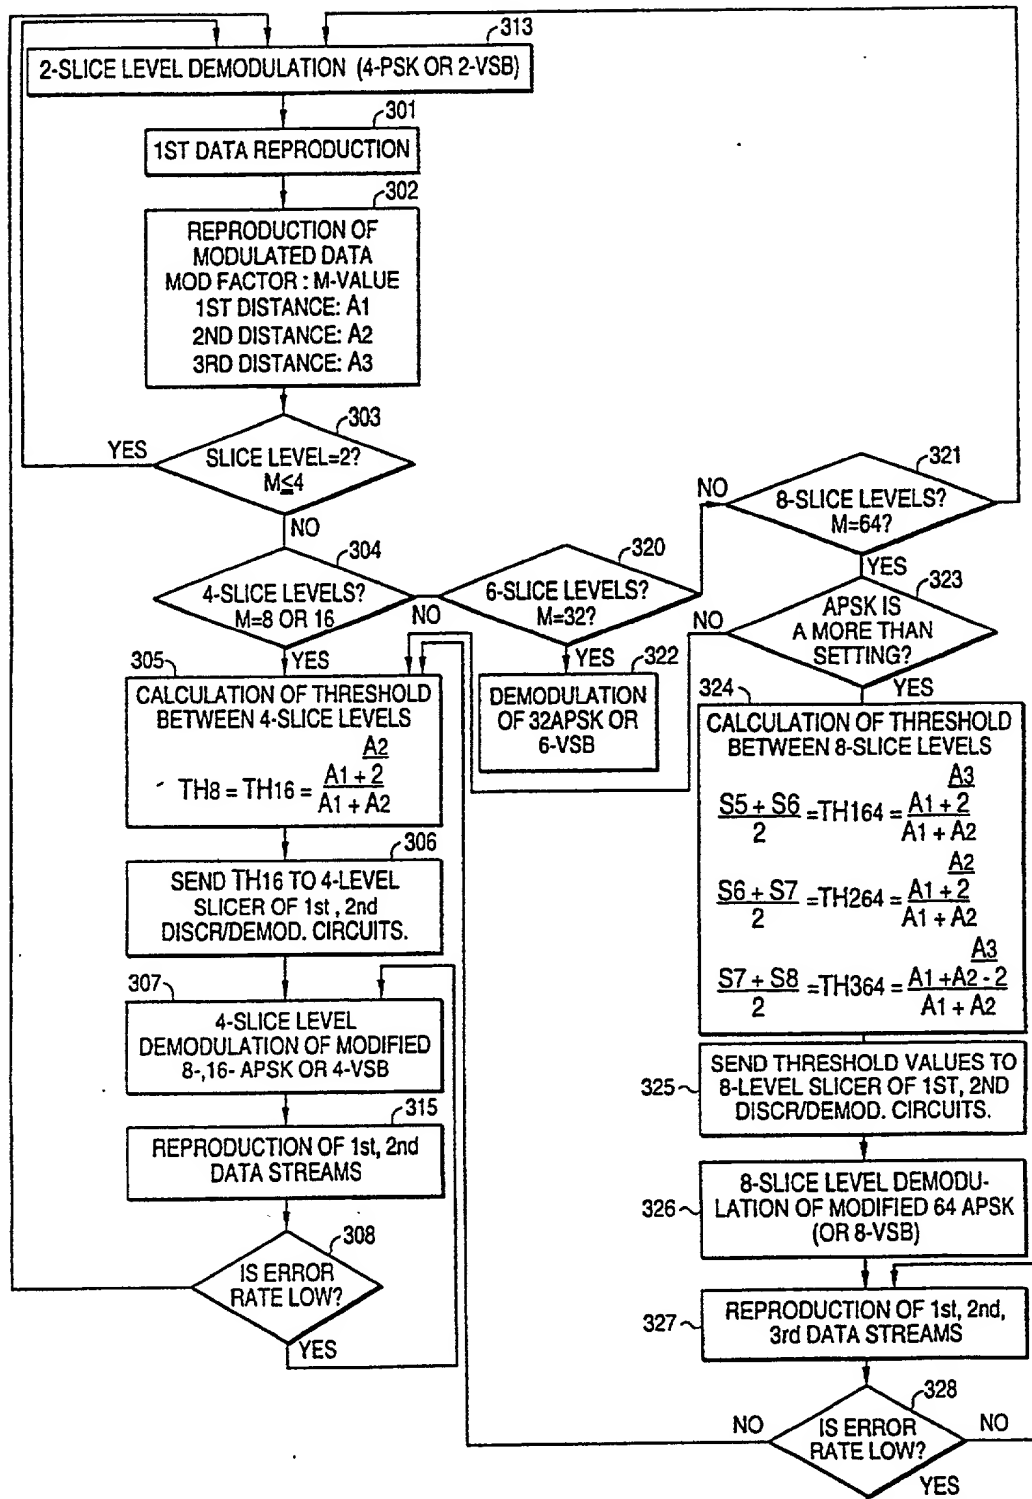 313
2-SLICE LEVEL DEMODULATION (4-PSK OR 2-VSB)
301
1ST DATA REPRODUCTION
302
REPRODUCTION OF
MODULATED DATA
MOD FACTOR : M-VALUE
1ST DISTANCE: A1
2ND DISTANCE: A2
3RD DISTANCE: A3
303
YES
SLICE LEVEL=2?
M≤4
NO
304
4-SLICE LEVELS?
M=8 OR 16
NO
YES
320
6-SLICE LEVELS?
M=32?
YES
322
DEMODULATION
OF 32APSK OR
6-VSB
321
NO
8-SLICE LEVELS?
M=64?
YES
323
NO
APSK IS
A MORE THAN
SETTING?
YES
305
CALCULATION OF THRESHOLD
BETWEEN 4-SLICE LEVELS
A2
TH8 = TH16 = A1 + 2
A1 + A2
306
SEND TH16 TO 4-LEVEL
SLICER OF 1st , 2nd
DISCR/DEMOD. CIRCUITS.
307
4-SLICE LEVEL
DEMODULATION OF MODIFIED
8-,16- APSK OR 4-VSB
315
REPRODUCTION OF 1st, 2nd
DATA STREAMS
308
IS ERROR
RATE LOW?
YES
324
CALCULATION OF THRESHOLD
BETWEEN 8-SLICE LEVELS
A3
S5 + S6 =TH164 = A1 + 2
2 A1 + A2
A2
S6 + S7 =TH264 = A1 + 2
2 A1 + A2
A3
S7 + S8 =TH364 = A1 +A2 - 2
2 A1 + A2
325
SEND THRESHOLD VALUES TO
8-LEVEL SLICER OF 1ST, 2ND
DISCR/DEMOD. CIRCUITS.
326
8-SLICE LEVEL DEMODU-
LATION OF MODIFIED 64 APSK
(OR 8-VSB)
327
REPRODUCTION OF 1st, 2nd,
3rd DATA STREAMS
328
NO
IS ERROR
RATE LOW?
NO
YES